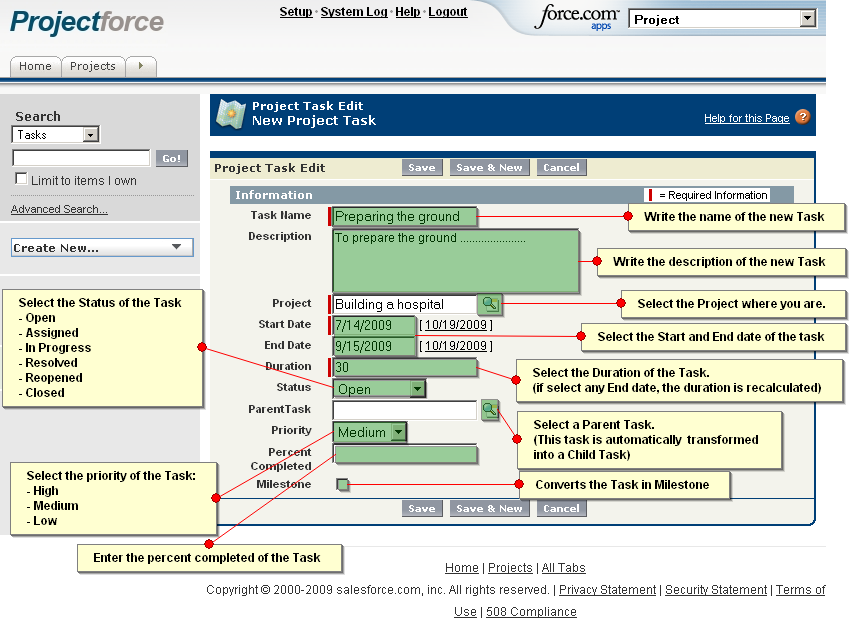 Projectforce
Setup · System Log · Help · Logout
force.com
apps
Project
Home
Projects
Search
Tasks
Go!
Limit to items I own
Advanced Search...
Create New...
Project Task Edit
New Project Task
Help for this Page ?
Project Task Edit
Save
Save & New
Cancel
Information
= Required Information
Task Name
Preparing the ground
Write the name of the new Task
Description
To prepare the ground ......................
Write the description of the new Task
Project
Building a hospital
Select the Project where you are.
Start Date
7/14/2009
[ 10/19/2009 ]
End Date
9/15/2009
[ 10/19/2009 ]
Select the Start and End date of the task
Duration
30
Select the Duration of the Task.
(if select any End date, the duration is recalculated)
Status
Open
Select the Status of the Task
- Open
- Assigned
- In Progress
- Resolved
- Reopened
- Closed
ParentTask
Select a Parent Task.
(This task is automatically transformed
into a Child Task)
Priority
Medium
Select the priority of the Task:
- High
- Medium
- Low
Percent
Completed
Enter the percent completed of the Task
Milestone
Converts the Task in Milestone
Save
Save & New
Cancel
Home | Projects | All Tabs
Copyright © 2000-2009 salesforce.com, inc. All rights reserved. | Privacy Statement | Security Statement | Terms of
Use | 508 Compliance